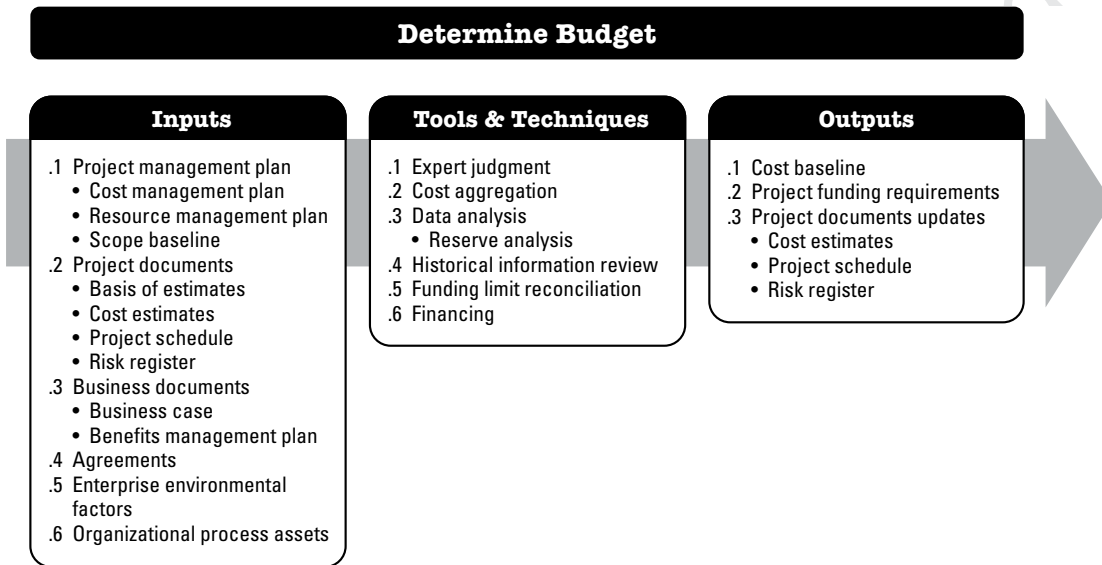 Determine Budget
Inputs
.1 Project management plan
• Cost management plan
• Resource management plan
• Scope baseline
.2 Project documents
• Basis of estimates
• Cost estimates
• Project schedule
• Risk register
.3 Business documents
• Business case
• Benefits management plan
.4 Agreements
.5 Enterprise environmental
factors
.6 Organizational process assets
Tools & Techniques
.1 Expert judgment
.2 Cost aggregation
.3 Data analysis
• Reserve analysis
.4 Historical information review
.5 Funding limit reconciliation
.6 Financing
Outputs
.1 Cost baseline
.2 Project funding requirements
.3 Project documents updates
• Cost estimates
• Project schedule
• Risk register